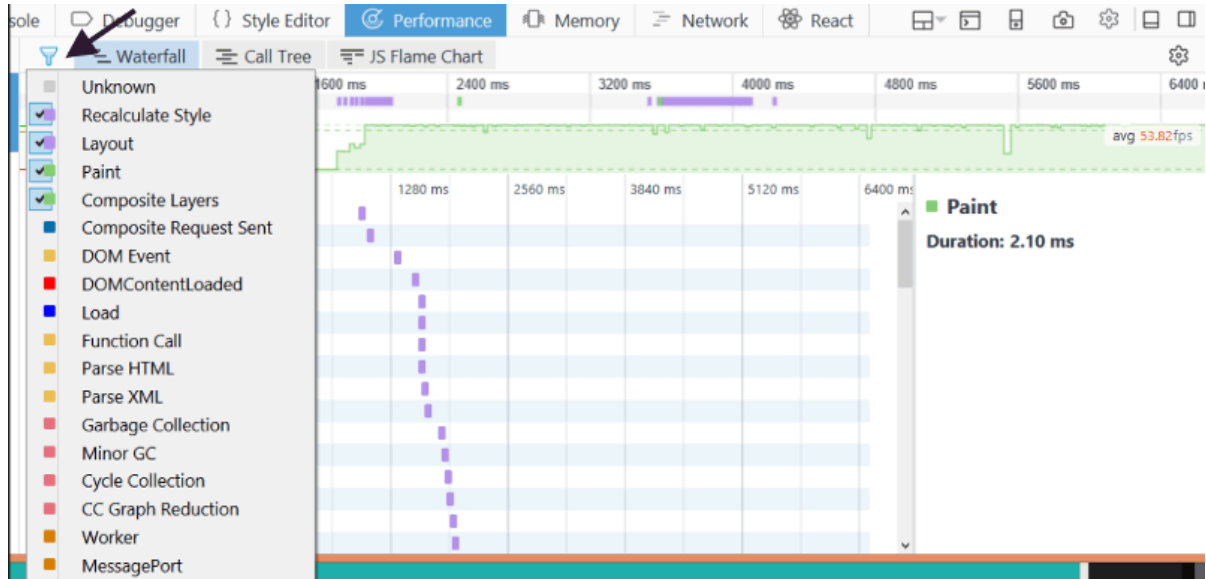 sole Debugger { } Style Editor Performance Memory Network React
Waterfall Call Tree JS Flame Chart
1600 ms 2400 ms 3200 ms 4000 ms 4800 ms 5600 ms 6400
avg 53.82fps
1280 ms 2560 ms 3840 ms 5120 ms 6400 ms
Unknown
Recalculate Style
Layout
Paint
Composite Layers
Composite Request Sent
DOM Event
DOMContentLoaded
Load
Function Call
Parse HTML
Parse XML
Garbage Collection
Minor GC
Cycle Collection
CC Graph Reduction
Worker
MessagePort
Paint
Duration: 2.10 ms